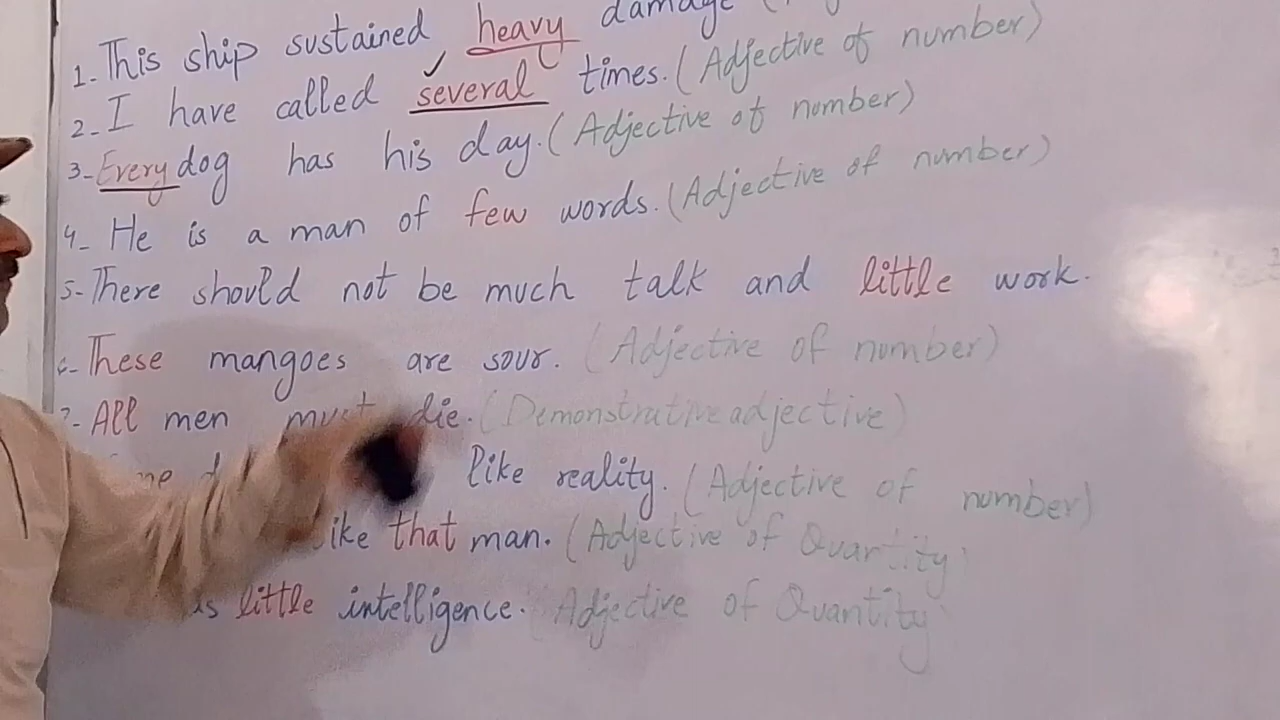 1- This ship sustained heavy damage (
2- I have called several times. (Adjective of number)
3- Every dog has his day. (Adjective of number)
4- He is a man of few words. (Adjective of number)
5- There should not be much talk and little work.
6- These mangoes are sour. (Adjective of number)
7- All men must die. (Demonstrative adjective)
like reality. (Adjective of number)
that man. (Adjective of Quantity)
little intelligence. (Adjective of Quantity)